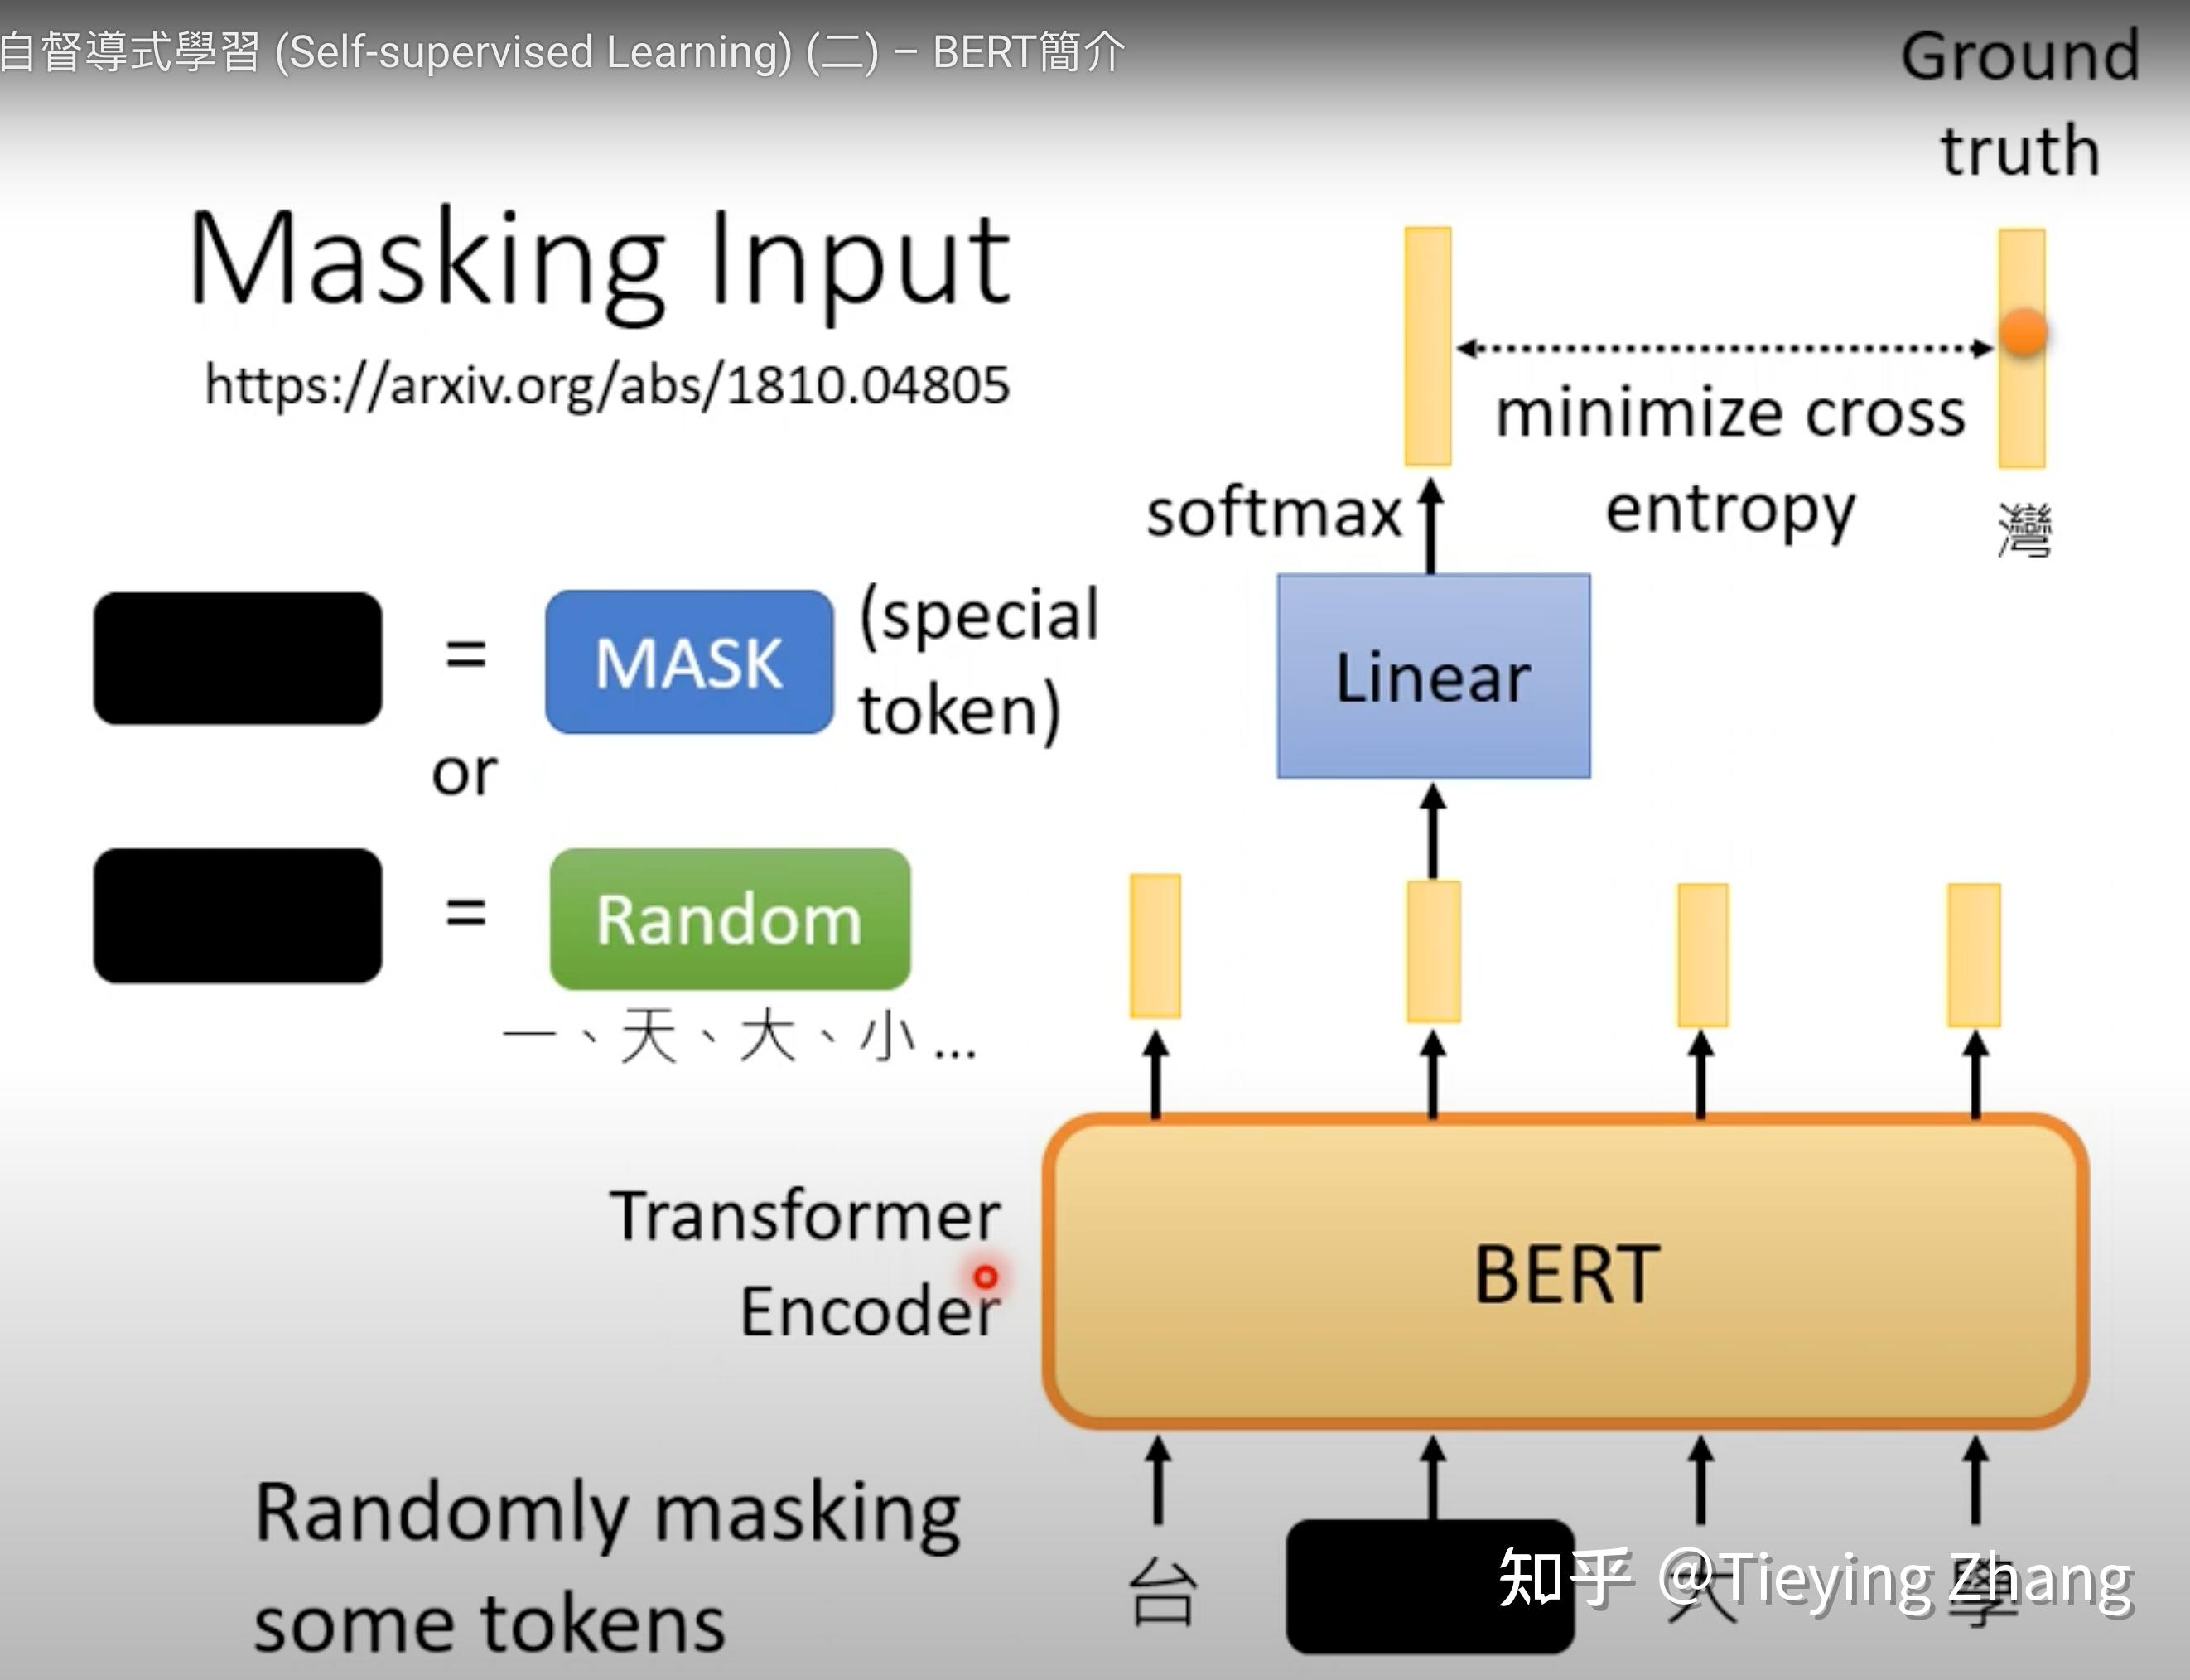 自督導式學習 (Self-supervised Learning) (二) – BERT簡介
Ground
truth
Masking Input
https://arxiv.org/abs/1810.04805
minimize cross
entropy
softmax
灣
= MASK (special
token)
Linear
or
= Random
一、天、大、小 ...
Transformer
Encoder
BERT
Randomly masking
some tokens
台 大 學
知乎 @Tieying Zhang